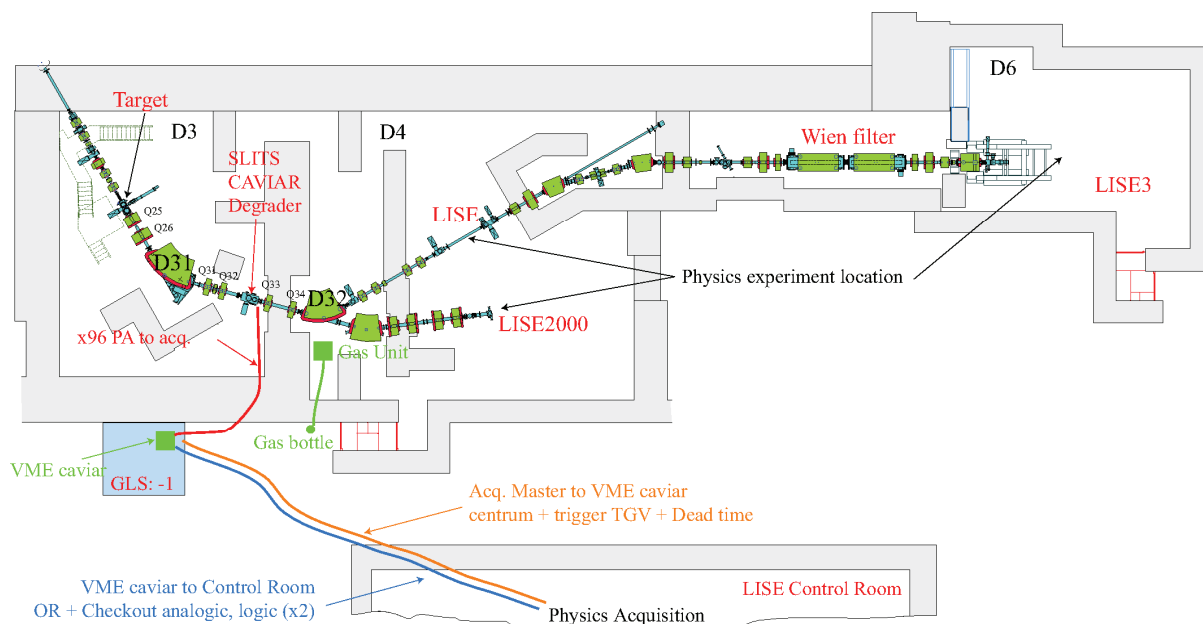 D6
Target
D3
D4
Wien filter
SLITS
CAVIAR
Degrader
LISE3
Q25
LISE
Q26
D31
Q31
Q32
Physics experiment location
Q33
Q34
D32
LISE2000
x96 PA to acq.
Gas Unit
Gas bottle
VME caviar
GLS: -1
Acq. Master to VME caviar
centrum + trigger TGV + Dead time
VME caviar to Control Room
OR + Checkout analogic, logic (x2)
LISE Control Room
Physics Acquisition